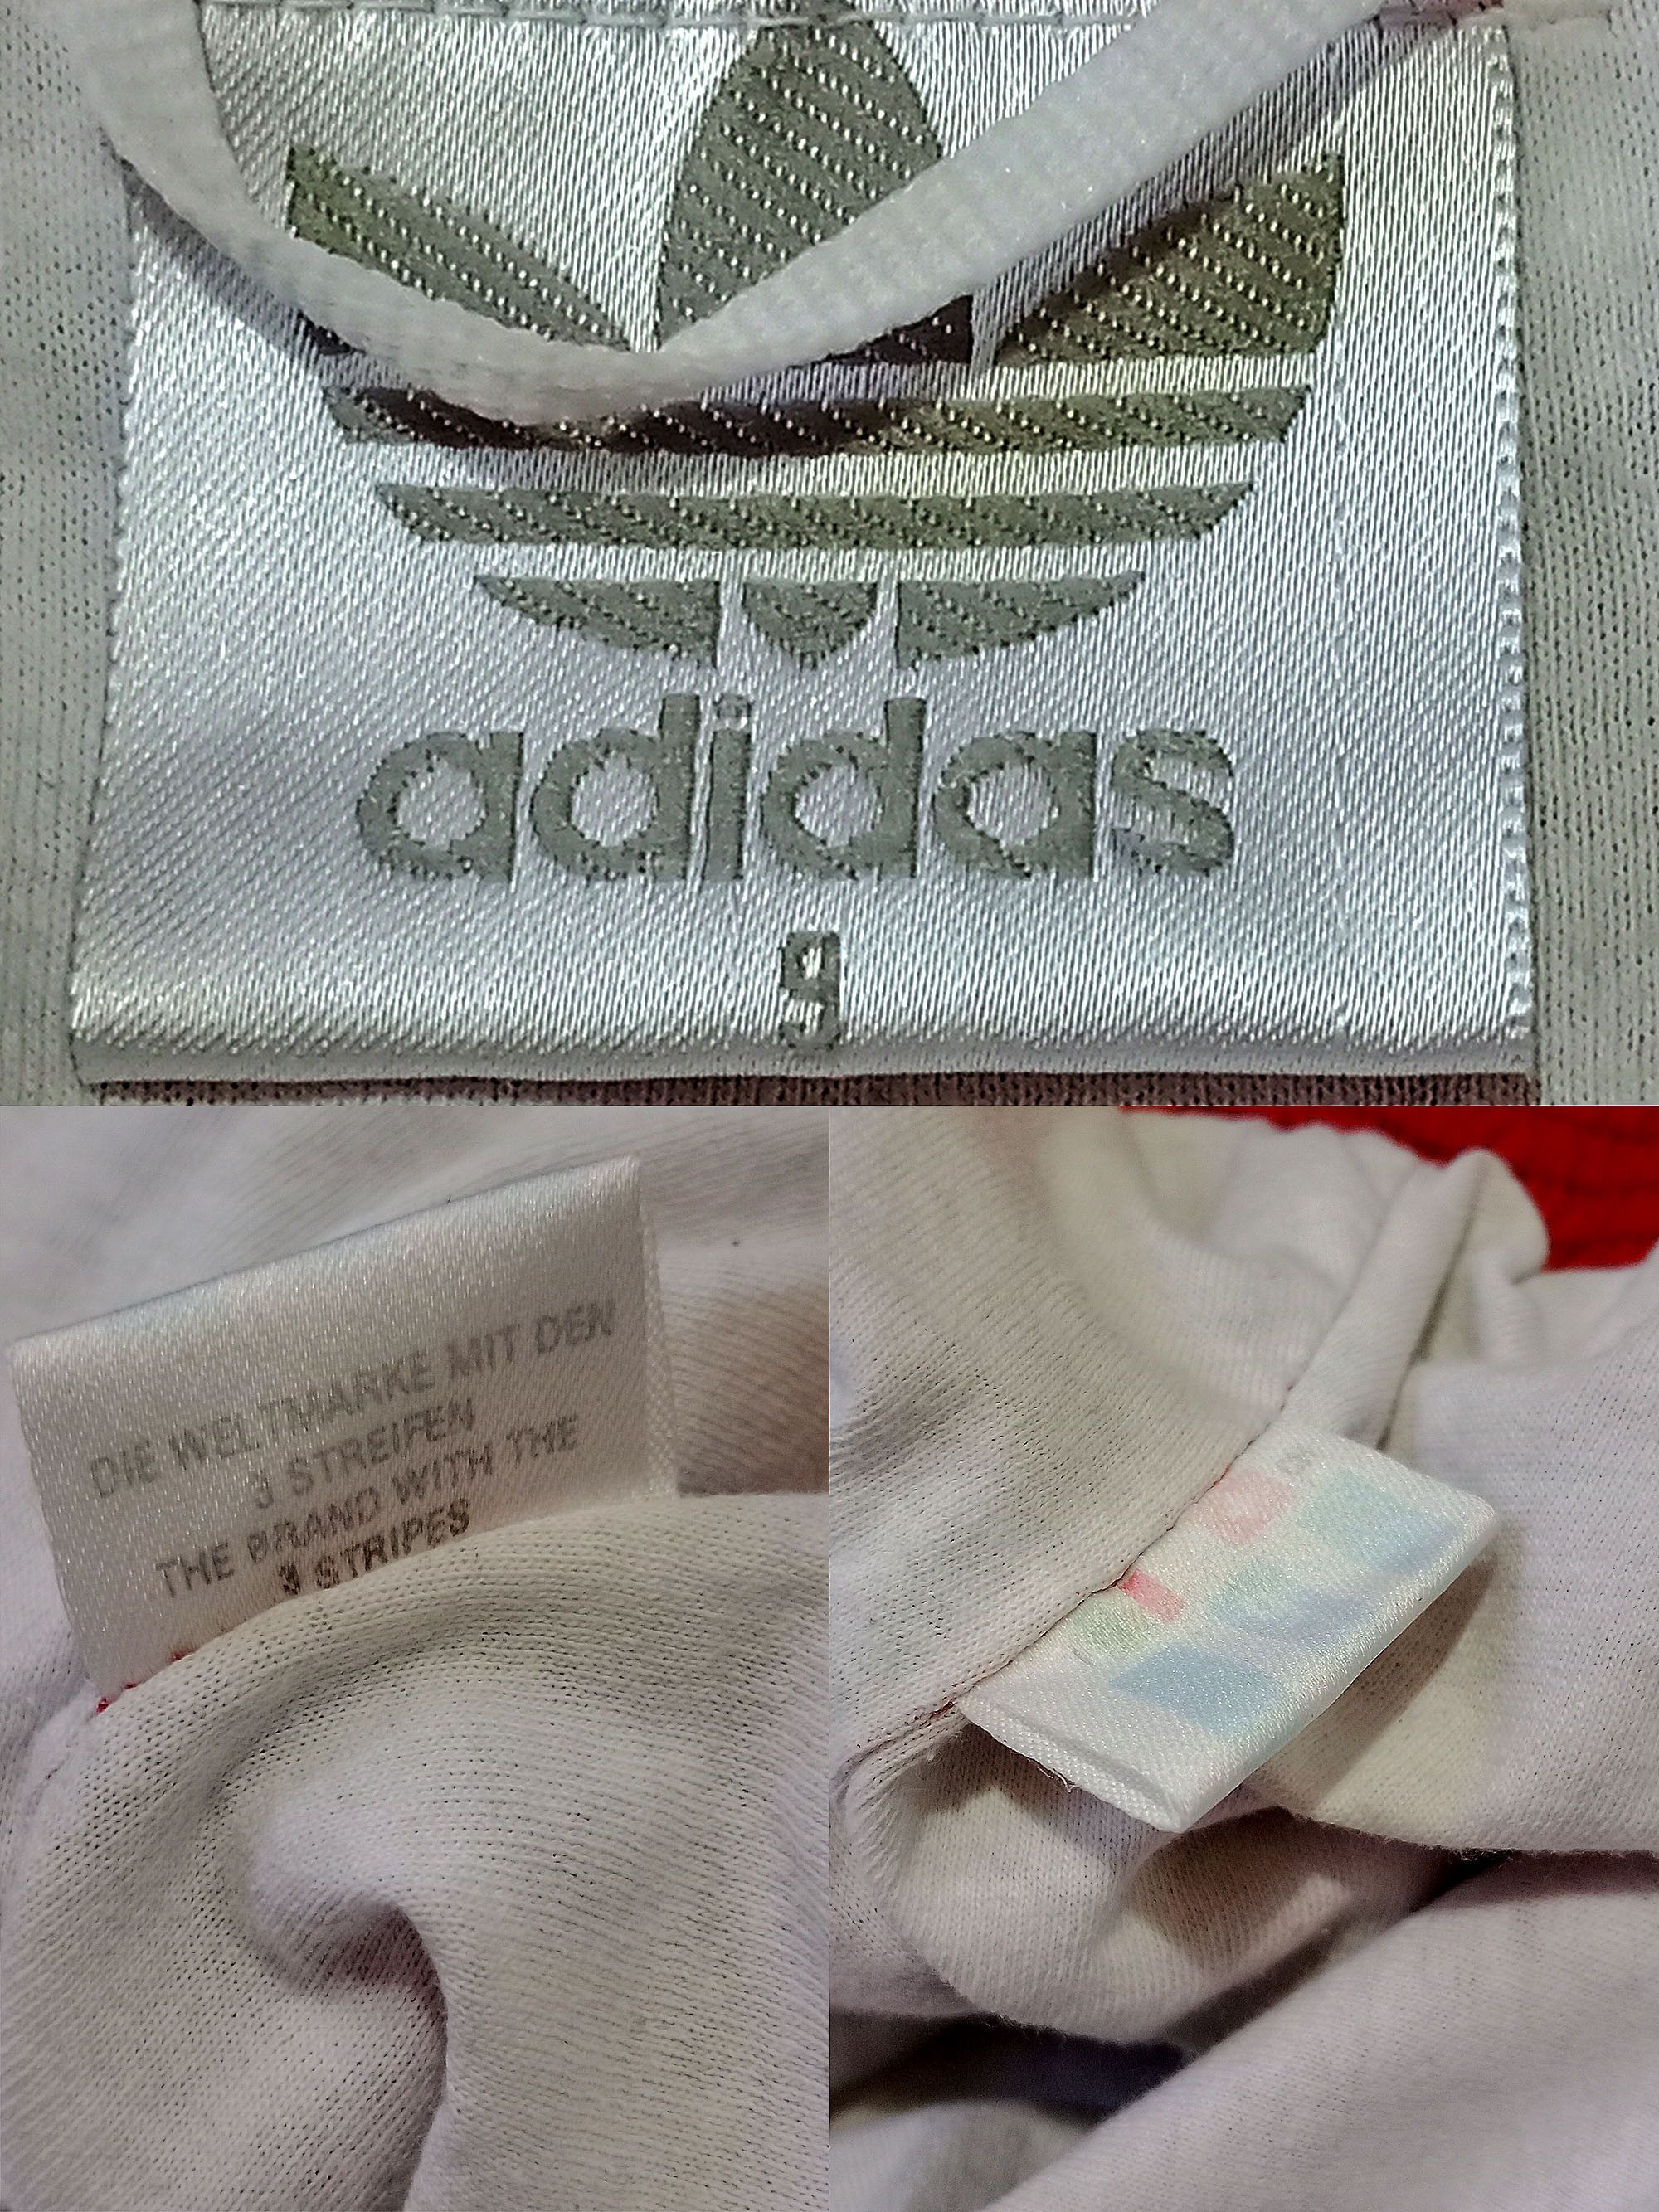 adidas
9
DIE WELTMARKE MIT DEN
3 STREIFEN
THE BRAND WITH THE
3 STRIPES